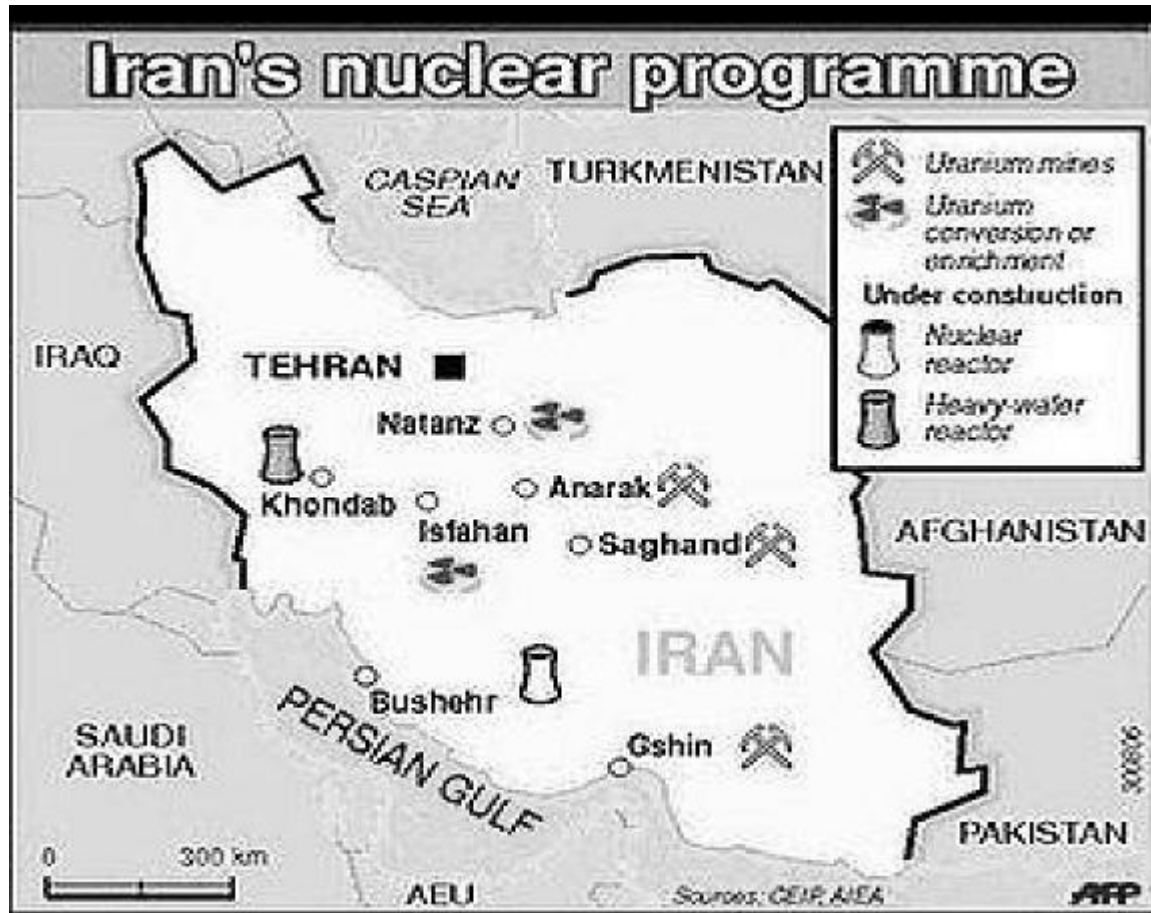 Iran's nuclear programme
CASPIAN
SEA
TURKMENISTAN
Uranium mines
Uranium
conversion or
enrichment
Under construction
Nuclear
reactor
Heavy-water
reactor
IRAQ
TEHRAN
Natanz
Khondab
Isfahan
Anarak
Saghand
AFGHANISTAN
IRAN
Bushehr
PERSIAN GULF
Gshin
SAUDI
ARABIA
PAKISTAN
300806
0 300 km
AEU
Sources: CEIP, AIEA
AFP